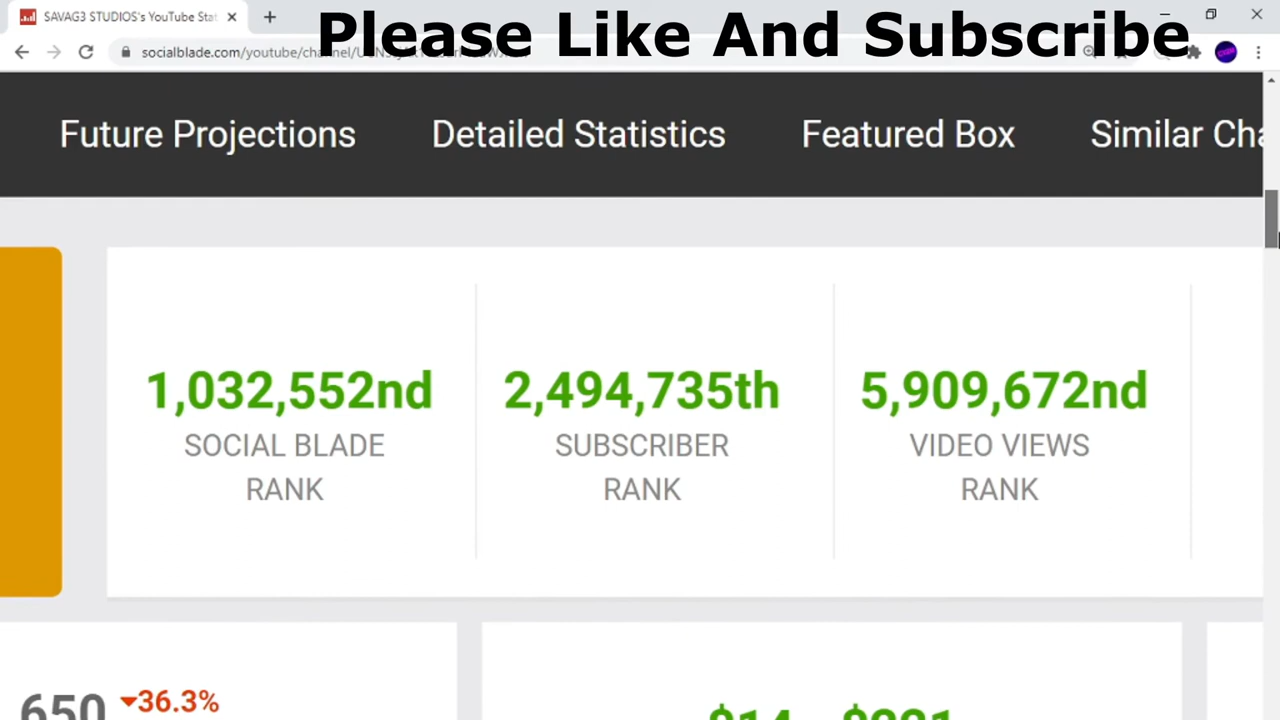 SAVAG3 STUDIOS's YouTube Stat
Please Like And Subscribe
socialblade.com/youtube/channel/
Future Projections
Detailed Statistics
Featured Box
Similar Cha
1,032,552nd
SOCIAL BLADE
RANK
2,494,735th
SUBSCRIBER
RANK
5,909,672nd
VIDEO VIEWS
RANK
650
36.3%